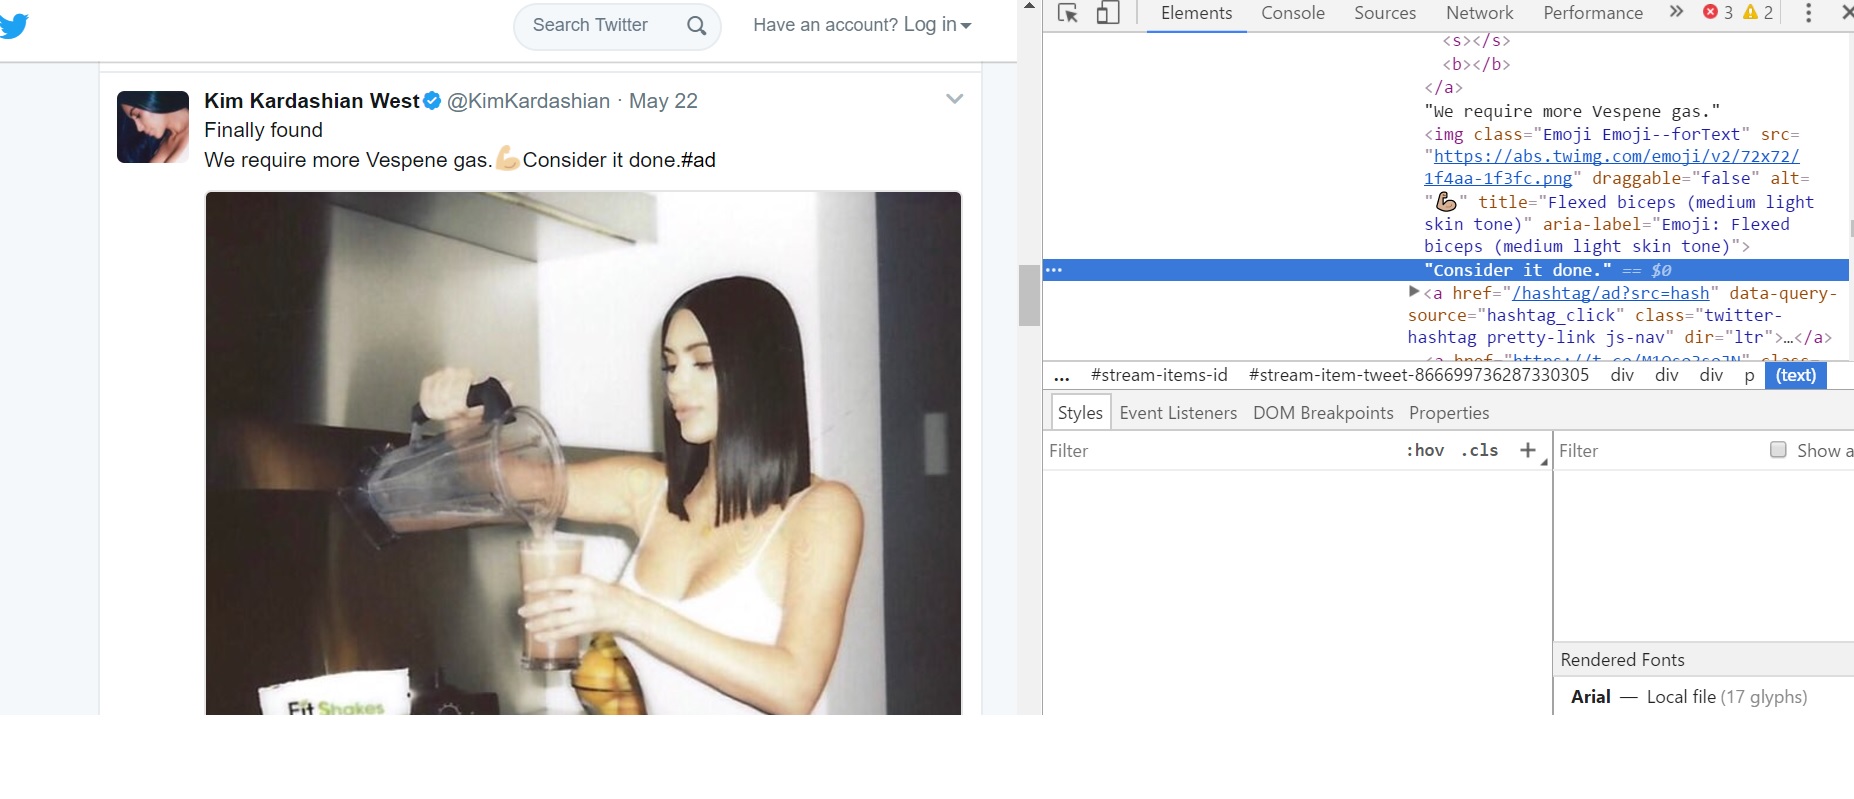 Search Twitter
Have an account? Log in
Kim Kardashian West @KimKardashian · May 22
Finally found
We require more Vespene gas.💪🏼Consider it done.#ad
Fit Shakes
Elements Console Sources Network Performance » 3 2
<s></s>
<b></b>
</a>
"We require more Vespene gas."
<img class="Emoji Emoji--forText" src=
"https://abs.twimg.com/emoji/v2/72x72/
1f4aa-1f3fc.png" draggable="false" alt=
"💪🏼" title="Flexed biceps (medium light
skin tone)" aria-label="Emoji: Flexed
biceps (medium light skin tone)">
... "Consider it done." == $0
<a href="/hashtag/ad?src=hash" data-query-
source="hashtag_click" class="twitter-
hashtag pretty-link js-nav" dir="ltr">…</a>
... #stream-items-id #stream-item-tweet-866699736287330305 div div div p (text)
Styles Event Listeners DOM Breakpoints Properties
Filter :hov .cls + Filter Show a
Rendered Fonts
Arial — Local file (17 glyphs)